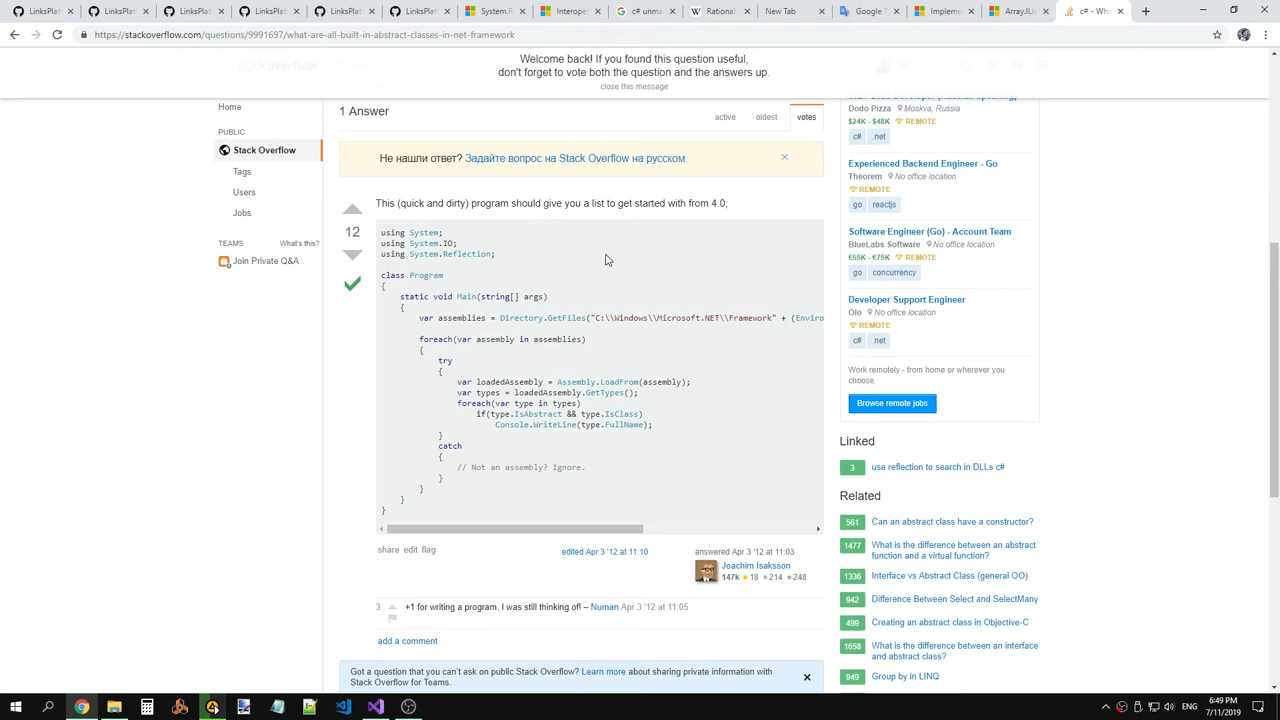 LinksPlat
LinksPlat
LinksPlat
LinksPlat
LinksPlat
LinksPlat
System.R
Interope
c# unma
Rational
Numbers
Google T
System.N
ArrayList
c# - Wha
https://stackoverflow.com/questions/9991697/what-are-all-built-in-abstract-classes-in-net-framework
Welcome back! If you found this question useful,
don't forget to vote both the question and the answers up.
close this message
stackoverflow
Home
PUBLIC
Stack Overflow
Tags
Users
Jobs
TEAMS What's this?
Join Private Q&A
1 Answer
active oldest votes
Не нашли ответ? Задайте вопрос на Stack Overflow на русском.
This (quick and dirty) program should give you a list to get started with from 4.0;
12
using System;
using System.IO;
using System.Reflection;
class Program
{
static void Main(string[] args)
{
var assemblies = Directory.GetFiles("C:\\Windows\\Microsoft.NET\\Framework" + (Enviro
foreach(var assembly in assemblies)
{
try
{
var loadedAssembly = Assembly.LoadFrom(assembly);
var types = loadedAssembly.GetTypes();
foreach(var type in types)
if(type.IsAbstract && type.IsClass)
Console.WriteLine(type.FullName);
}
catch
{
// Not an assembly? Ignore.
}
}
}
}
share edit flag
edited Apr 3 '12 at 11:10
answered Apr 3 '12 at 11:03
Joachim Isaksson
147k 18 214 248
3 +1 for writing a program, I was still thinking of! – Numan Apr 3 '12 at 11:05
add a comment
Got a question that you can't ask on public Stack Overflow? Learn more about sharing private information with
Stack Overflow for Teams.
Dodo Pizza Moskva, Russia
$24K - $48K REMOTE
c# .net
Experienced Backend Engineer - Go
Theorem No office location
REMOTE
go reactjs
Software Engineer (Go) - Account Team
BlueLabs Software No office location
€55K - €75K REMOTE
go concurrency
Developer Support Engineer
Olo No office location
REMOTE
c# .net
Work remotely - from home or wherever you
choose.
Browse remote jobs
Linked
3 use reflection to search in DLLs c#
Related
561 Can an abstract class have a constructor?
1477 What is the difference between an abstract
function and a virtual function?
1336 Interface vs Abstract Class (general OO)
942 Difference Between Select and SelectMany
499 Creating an abstract class in Objective-C
1658 What is the difference between an interface
and abstract class?
949 Group by in LINQ
ENG
6:49 PM
7/11/2019